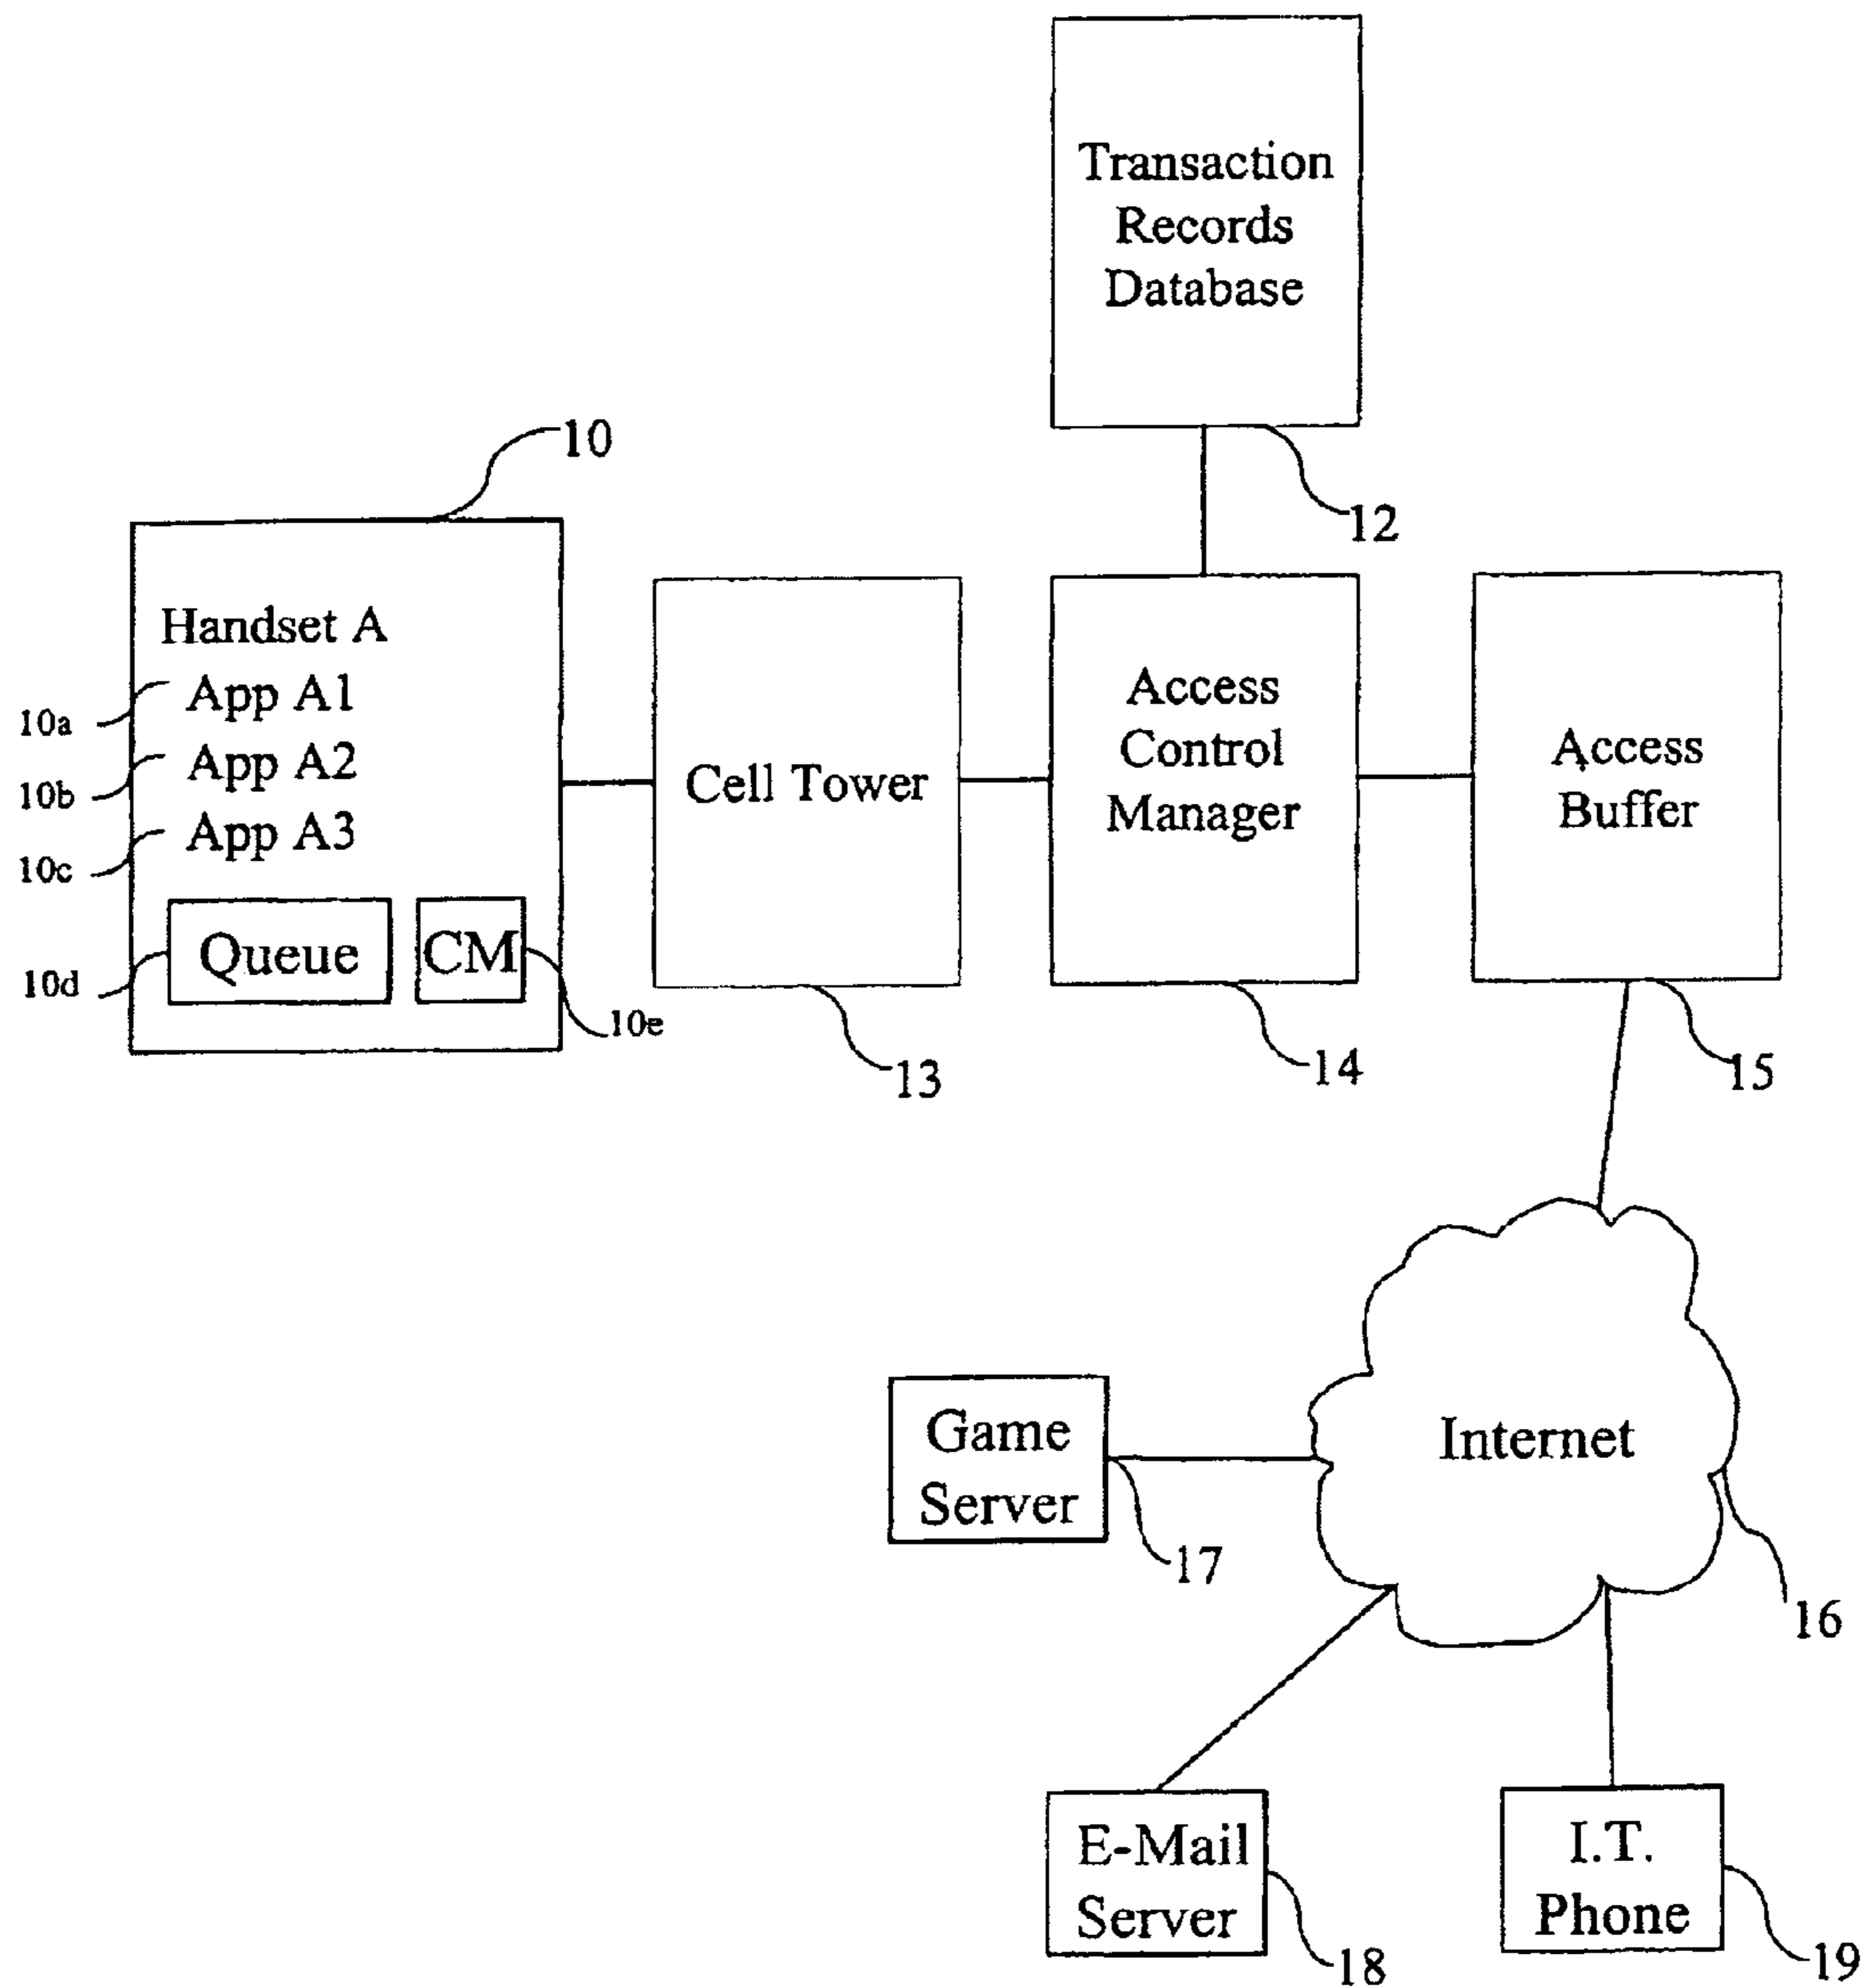 Transaction
Records
Database
10
12
Handset A
App A1
10a
App A2
10b
App A3
10c
Queue
CM
10d
10e
Cell Tower
13
Access
Control
Manager
14
Access
Buffer
15
Internet
16
Game
Server
17
E-Mail
Server
18
I.T.
Phone
19